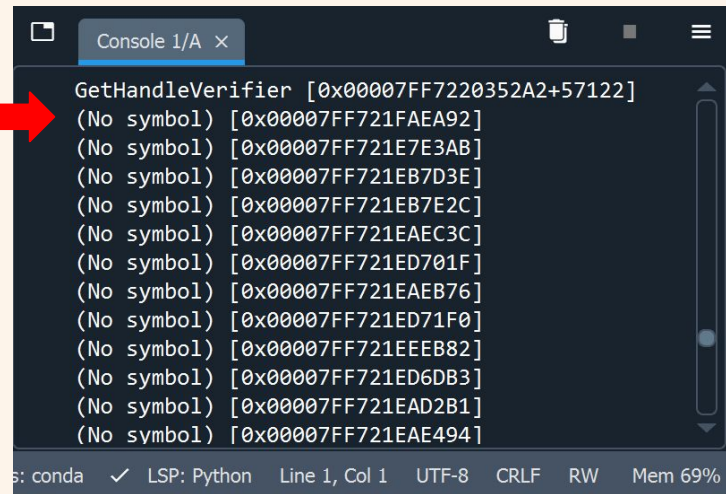 Console 1/A ×
GetHandleVerifier [0x00007FF7220352A2+57122]
(No symbol) [0x00007FF721FAEA92]
(No symbol) [0x00007FF721E7E3AB]
(No symbol) [0x00007FF721EB7D3E]
(No symbol) [0x00007FF721EB7E2C]
(No symbol) [0x00007FF721EAEC3C]
(No symbol) [0x00007FF721ED701F]
(No symbol) [0x00007FF721EAEB76]
(No symbol) [0x00007FF721ED71F0]
(No symbol) [0x00007FF721EEEB82]
(No symbol) [0x00007FF721ED6DB3]
(No symbol) [0x00007FF721EAD2B1]
(No symbol) [0x00007FF721EAE494]
s: conda ✓ LSP: Python Line 1, Col 1 UTF-8 CRLF RW Mem 69%